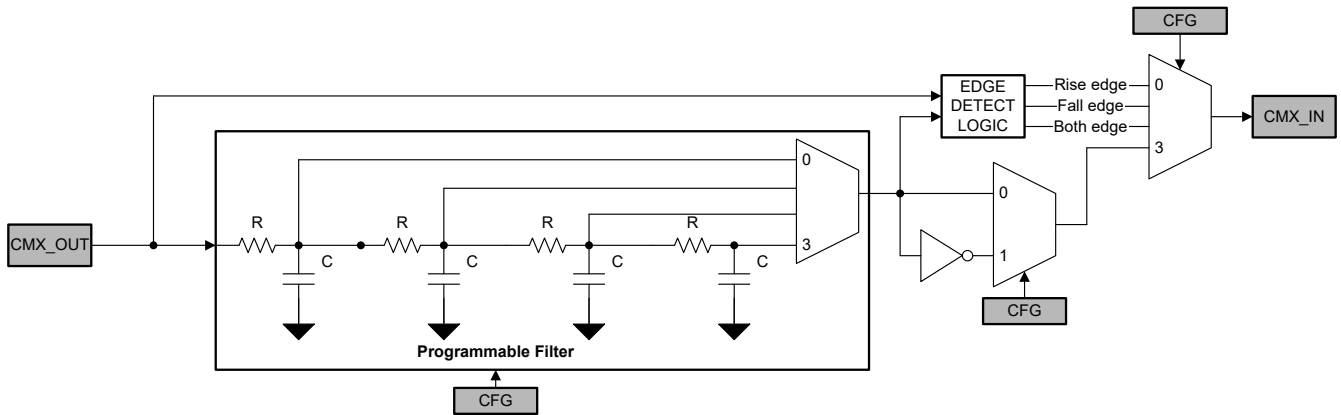 CFG
EDGE
DETECT
LOGIC
Rise edge
Fall edge
Both edge
0
3
CMX_IN
0
3
0
1
CFG
CMX_OUT
R
R
R
R
C
C
C
C
Programmable Filter
CFG